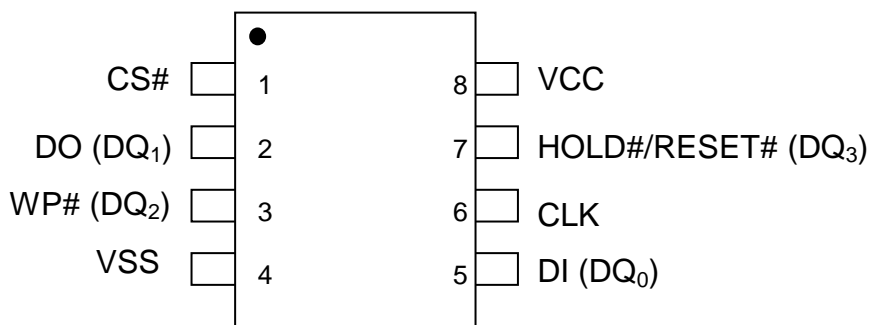 CS# 1 8 VCC
DO (DQ₁) 2 7 HOLD#/RESET# (DQ₃)
WP# (DQ₂) 3 6 CLK
VSS 4 5 DI (DQ₀)